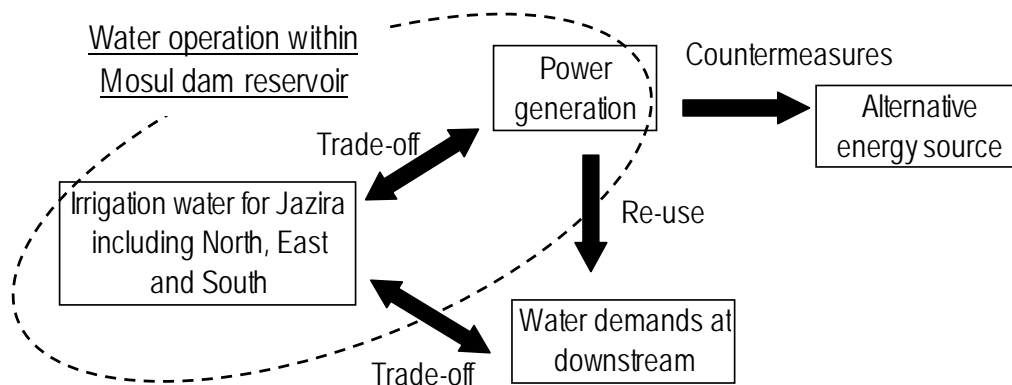 Water operation within
Mosul dam reservoir
Power
generation
Countermeasures
Alternative
energy source
Trade-off
Irrigation water for Jazira
including North, East
and South
Re-use
Water demands at
downstream
Trade-off